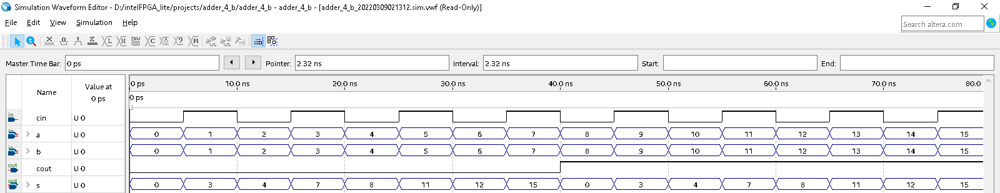 Simulation Waveform Editor - D:/intelFPGA_lite/projects/adder_4_b/adder_4_b - adder_4_b - [adder_4_b_20220309021312.sim.vwf (Read-Only)]
File Edit View Simulation Help
Search altera.com
Master Time Bar: 0 ps Pointer: 2.32 ns Interval: 2.32 ns Start: End:
Name Value at 0 ps 0 ps 10.0 ns 20.0 ns 30.0 ns 40.0 ns 50.0 ns 60.0 ns 70.0 ns 80.0
0 ps
in cin U 0
in a U 0 0 1 2 3 4 5 6 7 8 9 10 11 12 13 14 15
b U 0 0 1 2 3 4 5 6 7 8 9 10 11 12 13 14 15
out cout U 0
out s U 0 0 3 4 7 8 11 12 15 0 3 4 7 8 11 12 15